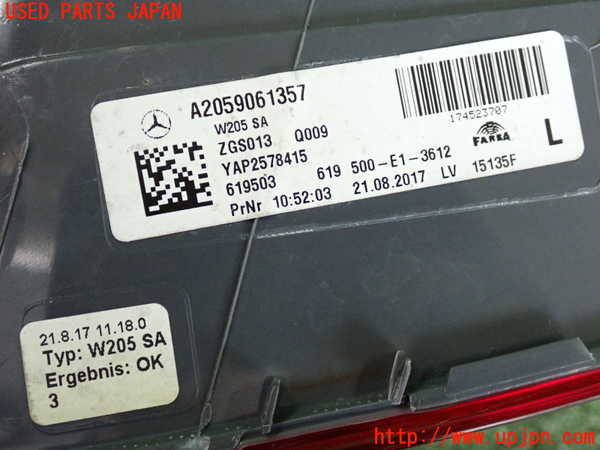 USED PARTS JAPAN
A2059061357
W205 SA
ZGS013 Q009
YAP2578415
619503 619 500-E1-3612
PrNr 10:52:03 21.08.2017 LV 15135F
174523707
FARBA
L
21.8.17 11.18.0
Typ: W205 SA
Ergebnis: OK
3
http://www.upjpn.com/